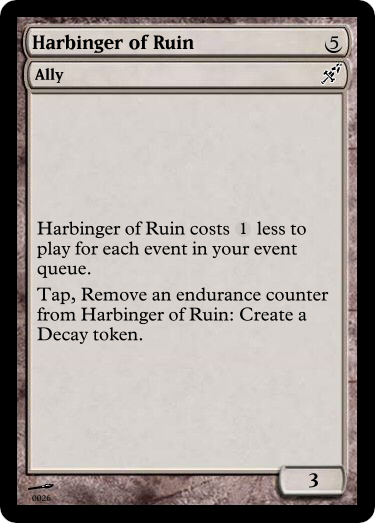 Harbinger of Ruin 5
Ally
Harbinger of Ruin costs 1 less to
play for each event in your event
queue.
Tap, Remove an endurance counter
from Harbinger of Ruin: Create a
Decay token.
3
0026